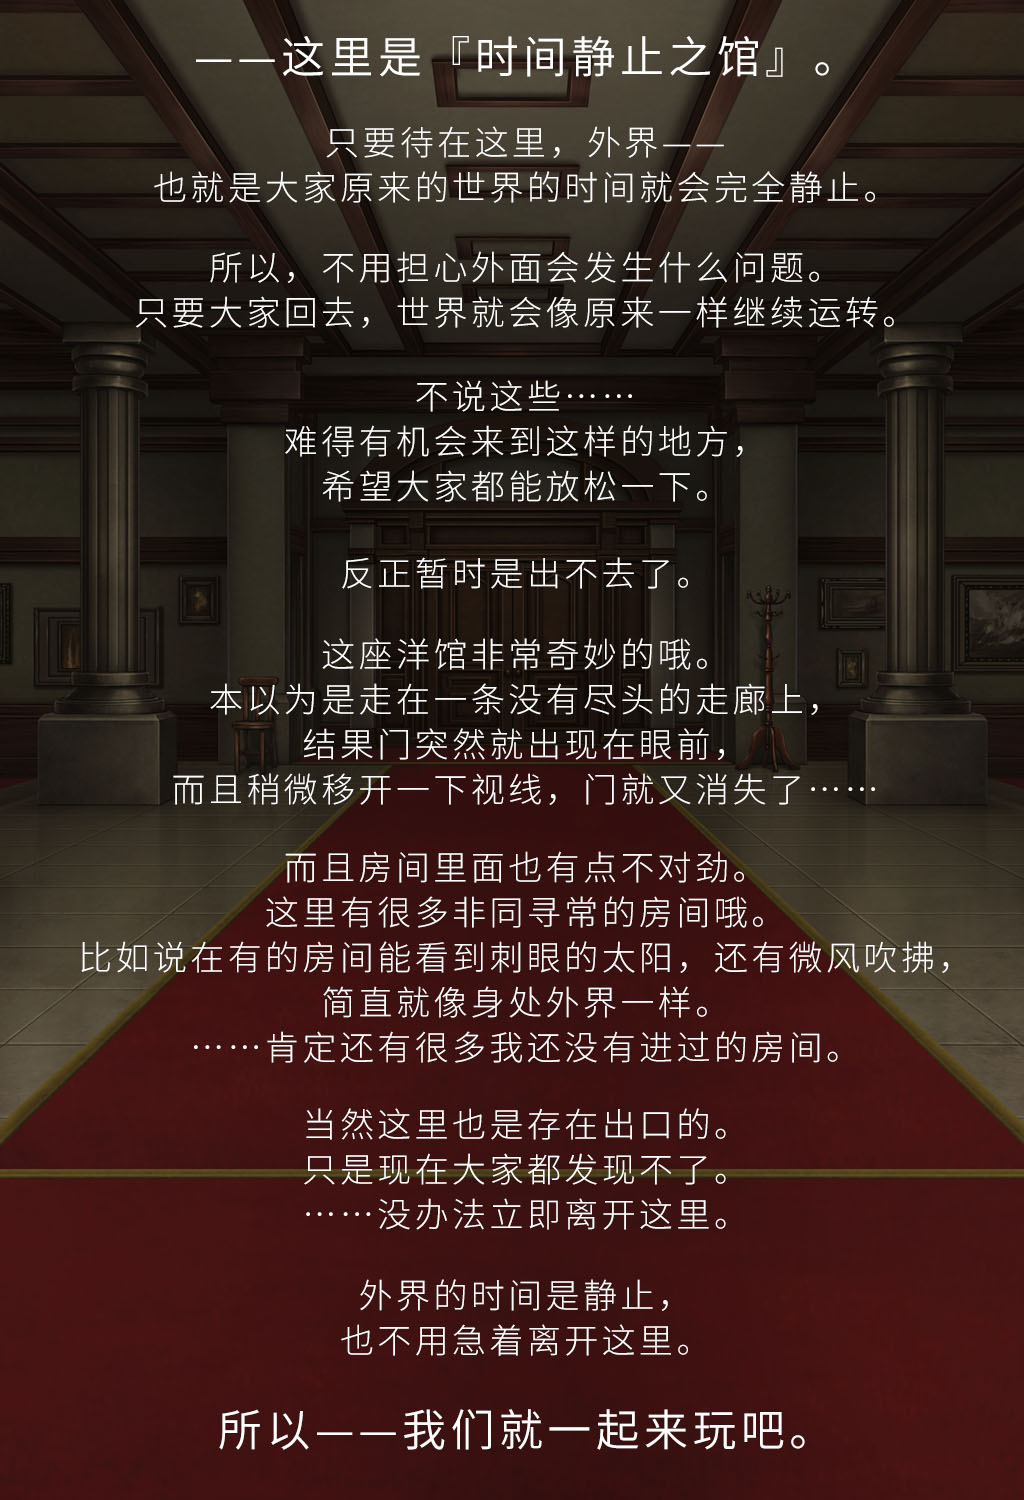 ——这里是『时间静止之馆』。
只要待在这里，外界——
也就是大家原来的世界的时间就会完全静止。
所以，不用担心外面会发生什么问题。
只要大家回去，世界就会像原来一样继续运转。
不说这些……
难得有机会来到这样的地方，
希望大家都能放松一下。
反正暂时是出不去了。
这座洋馆非常奇妙的哦。
本以为是走在一条没有尽头的走廊上，
结果门突然就出现在眼前，
而且稍微移开一下视线，门就又消失了……
而且房间里面也有点不对劲。
这里有很多非同寻常的房间哦。
比如说在有的房间能看到刺眼的太阳，还有微风吹拂，
简直就像身处外界一样。
……肯定还有很多我还没有进过的房间。
当然这里也是存在出口的。
只是现在大家都发现不了。
……没办法立即离开这里。
外界的时间是静止，
也不用急着离开这里。
所以——我们就一起来玩吧。